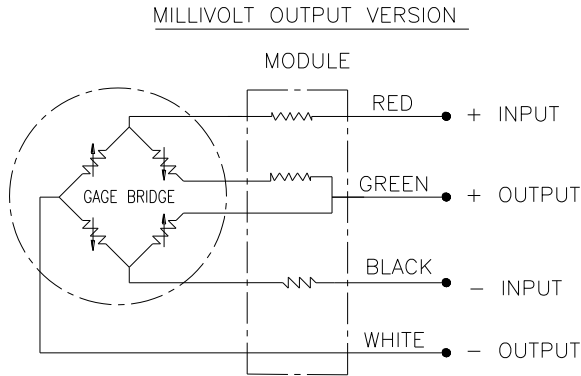 MILLIVOLT OUTPUT VERSION
MODULE
RED
+ INPUT
GAGE BRIDGE
GREEN
+ OUTPUT
BLACK
- INPUT
WHITE
- OUTPUT